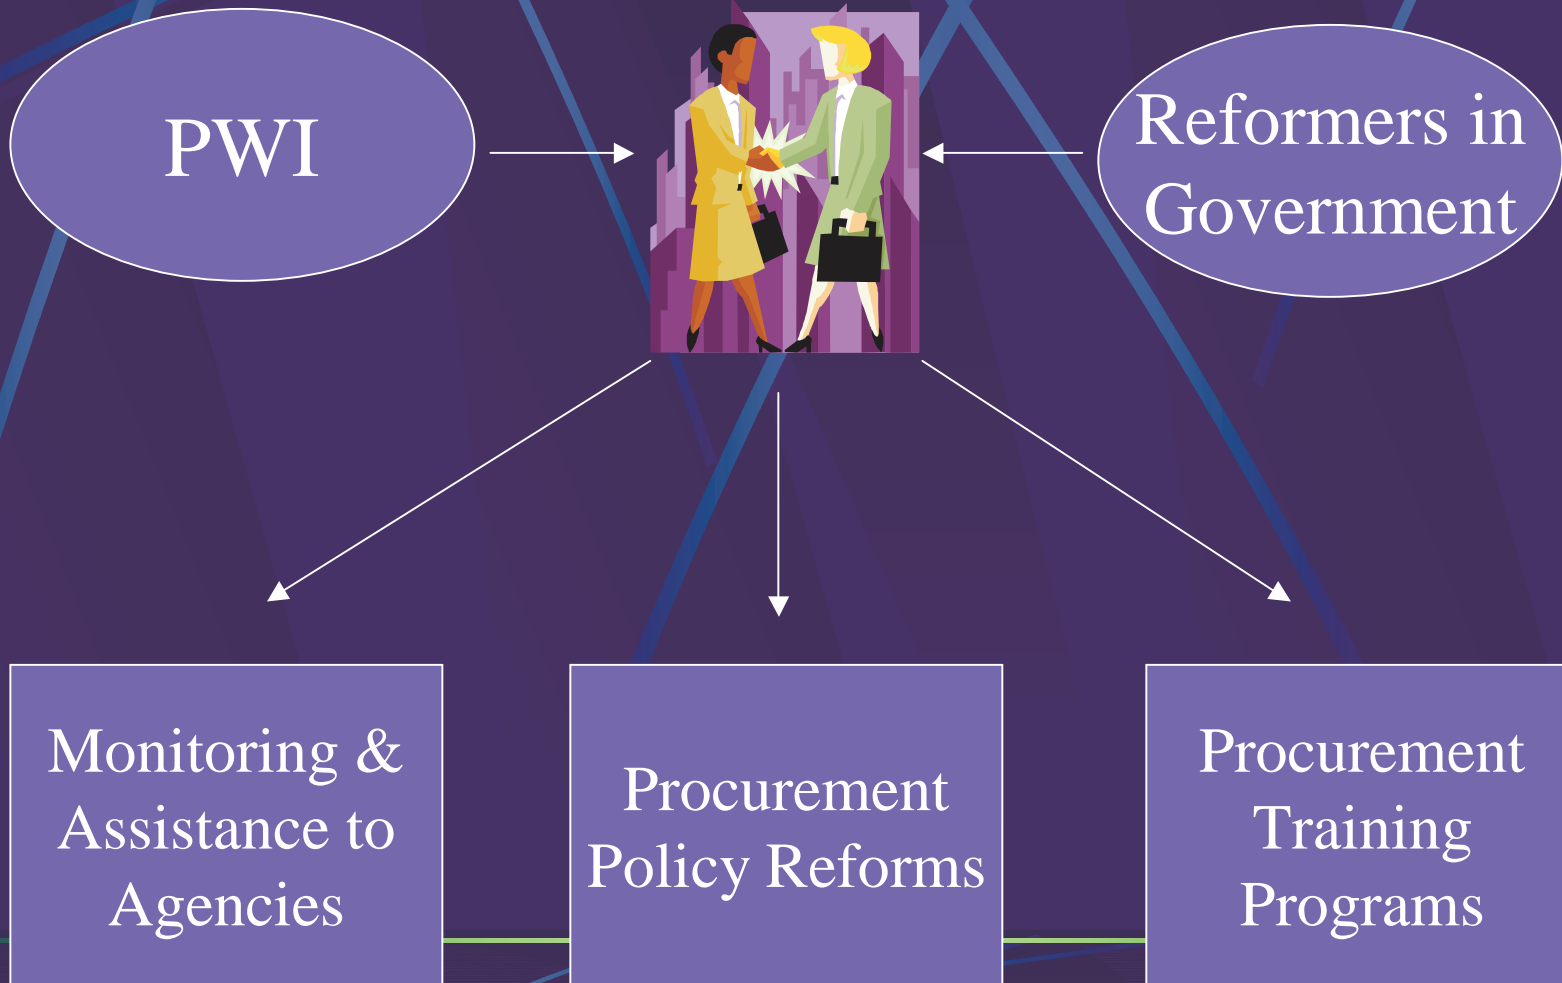 PWI
Reformers in
Government
Monitoring &
Assistance to
Agencies
Procurement
Policy Reforms
Procurement
Training
Programs